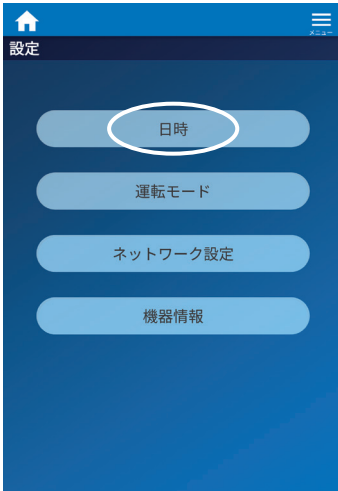 メニュー
設定
日時
運転モード
ネットワーク設定
機器情報